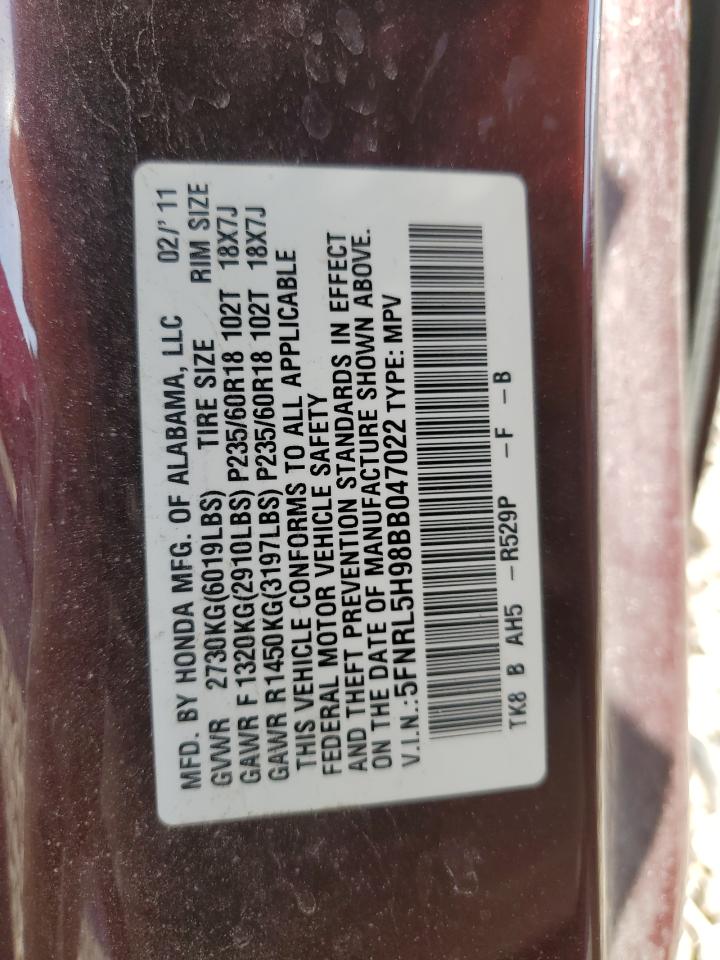 MFD. BY HONDA MFG. OF ALABAMA, LLC 02/'11
GVWR 2730KG(6019LBS) TIRE SIZE RIM SIZE
GAWR F 1320KG(2910LBS) P235/60R18 102T 18X7J
GAWR R1450KG(3197LBS) P235/60R18 102T 18X7J
THIS VEHICLE CONFORMS TO ALL APPLICABLE
FEDERAL MOTOR VEHICLE SAFETY
AND THEFT PREVENTION STANDARDS IN EFFECT
ON THE DATE OF MANUFACTURE SHOWN ABOVE.
V.I.N.:5FNRL5H98BB047022 TYPE: MPV
TK8 B AH5 -R529P -F -B